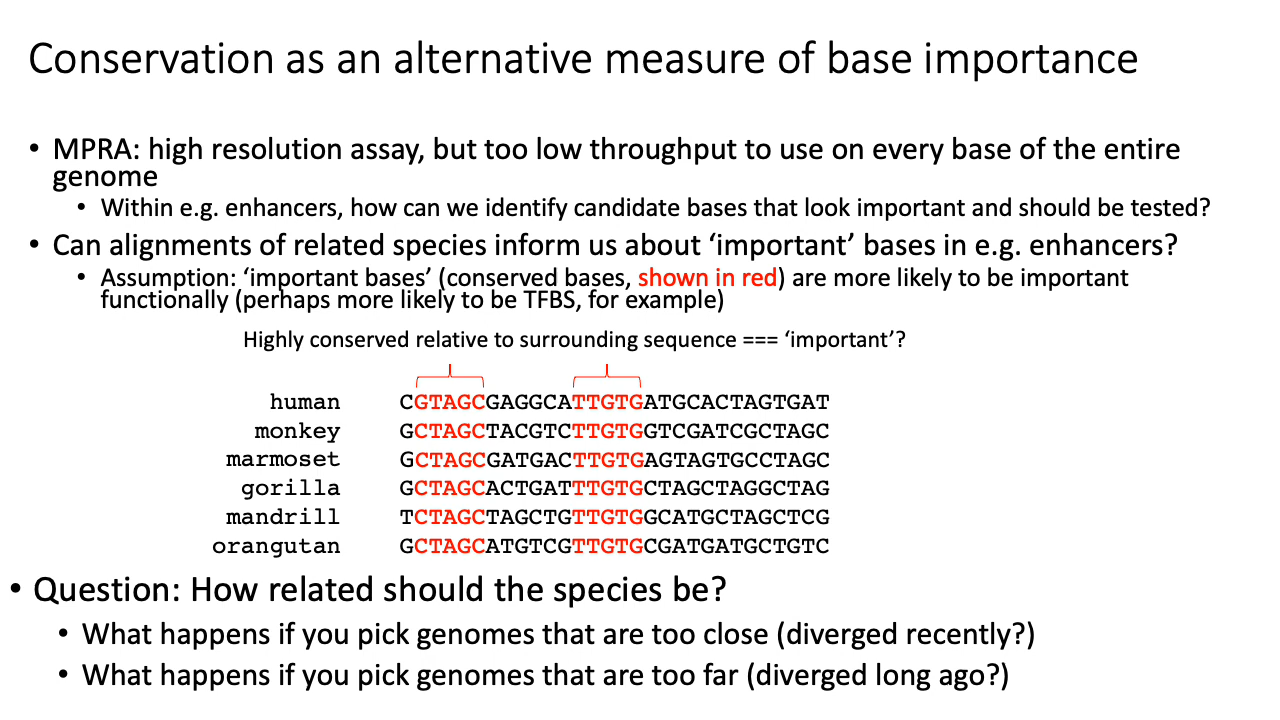 Conservation as an alternative measure of base importance
• MPRA: high resolution assay, but too low throughput to use on every base of the entire
genome
• Within e.g. enhancers, how can we identify candidate bases that look important and should be tested?
• Can alignments of related species inform us about ‘important’ bases in e.g. enhancers?
• Assumption: ‘important bases’ (conserved bases, shown in red) are more likely to be important
functionally (perhaps more likely to be TFBS, for example)
Highly conserved relative to surrounding sequence === ‘important’?
human CGTAGCGAGGCATTGTGATGCACTAGTGAT
monkey GCTAGCTACGTCTTGTGGTCGATCGCTAGC
marmoset GCTAGCGATGACTTGTGAGTAGTGCCTAGC
gorilla GCTAGCACTGATTTGTGCTAGCTAGGCTAG
mandrill TCTAGCTAGCTGTTGTGGCATGCTAGCTCG
orangutan GCTAGCATGTCGTTGTGCGATGATGCTGTC
• Question: How related should the species be?
• What happens if you pick genomes that are too close (diverged recently?)
• What happens if you pick genomes that are too far (diverged long ago?)